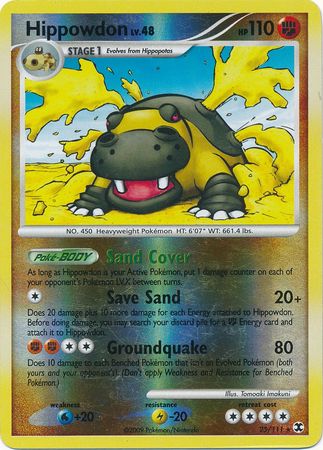 Hippowdon LV.48 HP 110
STAGE 1 Evolves from Hippopotas
NO. 450 Heavyweight Pokémon HT: 6'07" WT: 661.4 lbs.
Poké-BODY Sand Cover
As long as Hippowdon is your Active Pokémon, put 1 damage counter on each
of your opponent's Pokémon LV.X between turns.
Save Sand 20+
Does 20 damage plus 10 more damage for each Energy attached to Hippowdon.
Before doing damage, you may search your discard pile for a Energy card and
attach it to Hippowdon.
Groundquake 80
Does 10 damage to each Benched Pokémon that isn't an Evolved Pokémon (both
yours and your opponent's). (Don't apply Weakness and Resistance for
Benched Pokémon.)
Illus. Tomoaki Imakuni
weakness resistance retreat cost
+20 -20
©2009 Pokémon/Nintendo 25/111